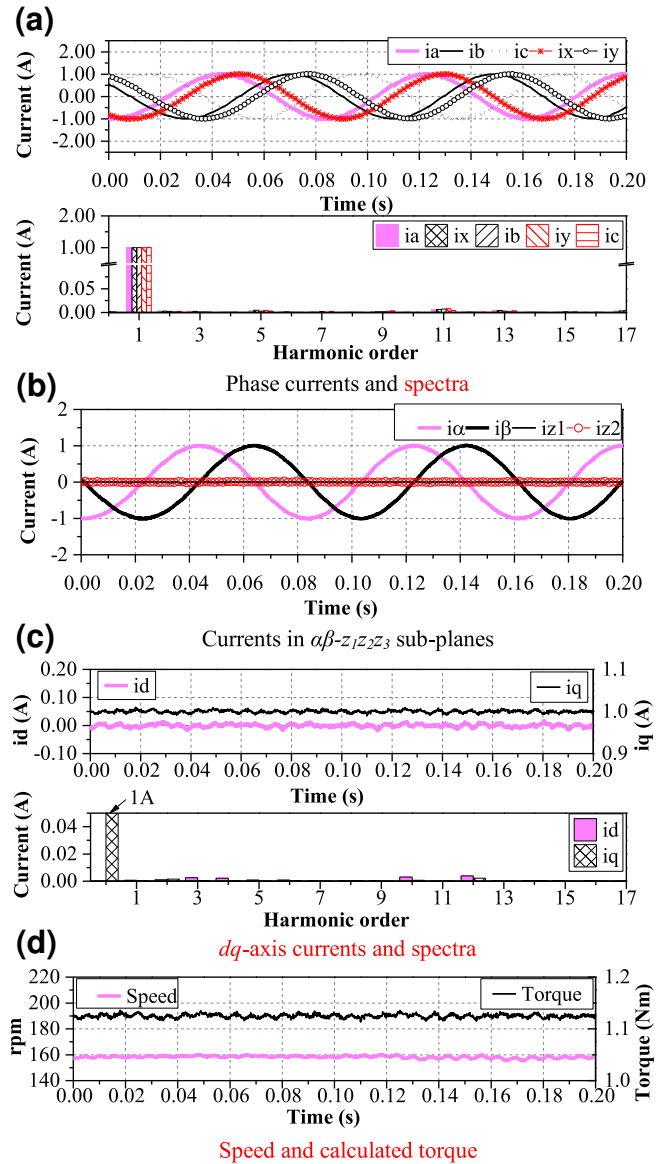 (a)
2.00
1.00
0.00
-1.00
-2.00
Current (A)
ia ib ic ix iy
0.00 0.02 0.04 0.06 0.08 0.10 0.12 0.14 0.16 0.18 0.20
Time (s)
2.00
1.00
0.05
0.00
Current (A)
ia ix ib iy ic
1 3 5 7 9 11 13 15 17
Harmonic order
Phase currents and spectra
(b)
2
1
0
-1
-2
Current (A)
iα iβ iz1 iz2
0.00 0.02 0.04 0.06 0.08 0.10 0.12 0.14 0.16 0.18 0.20
Time (s)
(c)
Currents in αβ-z₁z₂z₃ sub-planes
0.20
0.10
0.00
-0.10
id (A)
id
iq
1.1
1.0
0.9
iq (A)
0.00 0.02 0.04 0.06 0.08 0.10 0.12 0.14 0.16 0.18 0.20
Time (s)
1A
0.04
0.02
0.00
Current (A)
id
iq
1 3 5 7 9 11 13 15 17
Harmonic order
dq-axis currents and spectra
(d)
220
200
180
160
140
rpm
Speed
Torque
1.2
1.1
1.0
Torque (Nm)
0.00 0.02 0.04 0.06 0.08 0.10 0.12 0.14 0.16 0.18 0.20
Time (s)
Speed and calculated torque